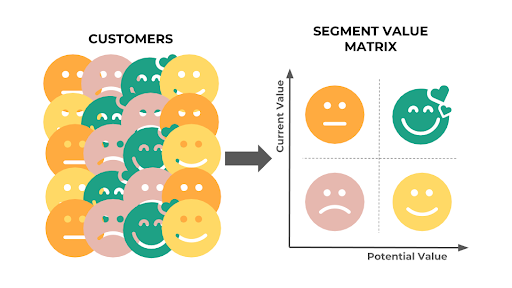 CUSTOMERS
SEGMENT VALUE
MATRIX
Current Value
Potential Value